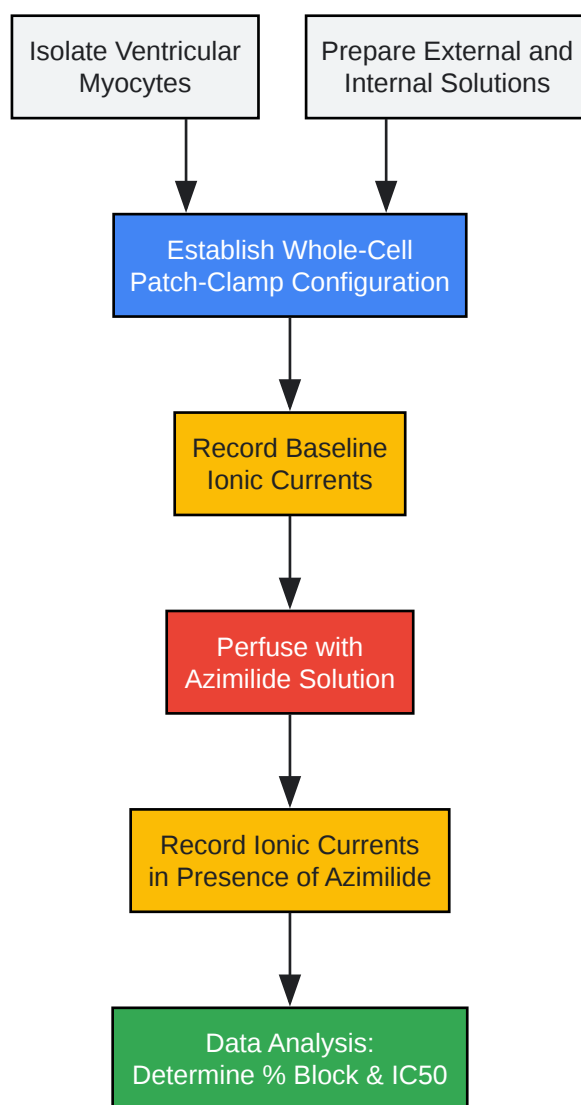 Isolate Ventricular
Myocytes
Prepare External and
Internal Solutions
Establish Whole-Cell
Patch-Clamp Configuration
Record Baseline
Ionic Currents
Perfuse with
Azimilide Solution
Record Ionic Currents
in Presence of Azimilide
Data Analysis:
Determine % Block & IC50